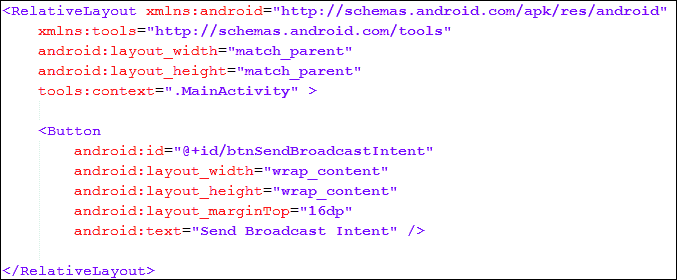 <RelativeLayout xmlns:android="http://schemas.android.com/apk/res/android"
    xmlns:tools="http://schemas.android.com/tools"
    android:layout_width="match_parent"
    android:layout_height="match_parent"
    tools:context=".MainActivity" >
    <Button
        android:id="@+id/btnSendBroadcastIntent"
        android:layout_width="wrap_content"
        android:layout_height="wrap_content"
        android:layout_marginTop="16dp"
        android:text="Send Broadcast Intent" />
</RelativeLayout>